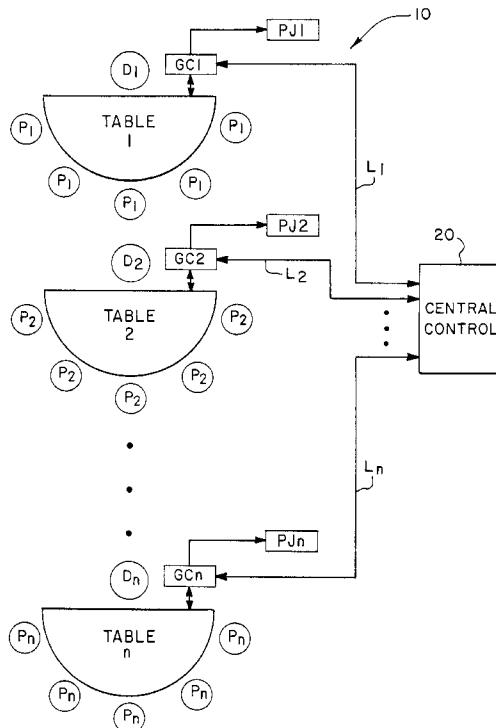 PJ1
10
D1
GC1
TABLE
1
P1
P1
P1
P1
P1
L1
PJ2
D2
GC2
L2
20
CENTRAL
CONTROL
TABLE
2
P2
P2
P2
P2
P2
Ln
PJn
Dn
GCn
TABLE
n
Pn
Pn
Pn
Pn
Pn